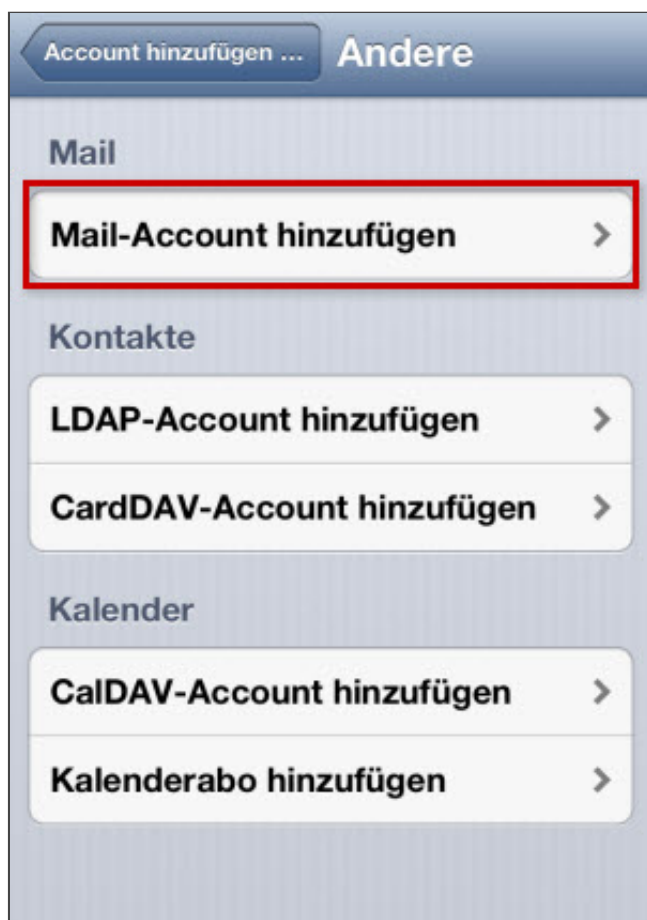 Account hinzufügen ...
Andere
Mail
Mail-Account hinzufügen
Kontakte
LDAP-Account hinzufügen
CardDAV-Account hinzufügen
Kalender
CalDAV-Account hinzufügen
Kalenderabo hinzufügen